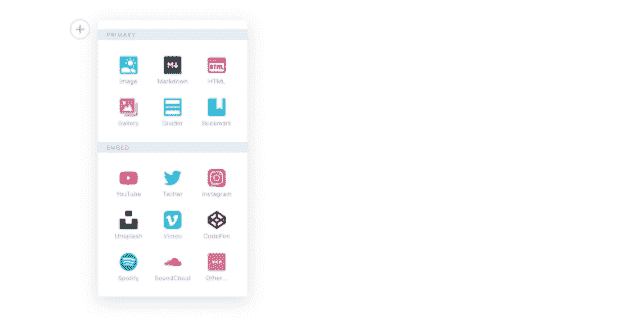 PRIMARY
Image Markdown HTML
Gallery Divider Bookmark
EMBED
YouTube Twitter Instagram
Unsplash Vimeo CodePen
Spotify SoundCloud Other...